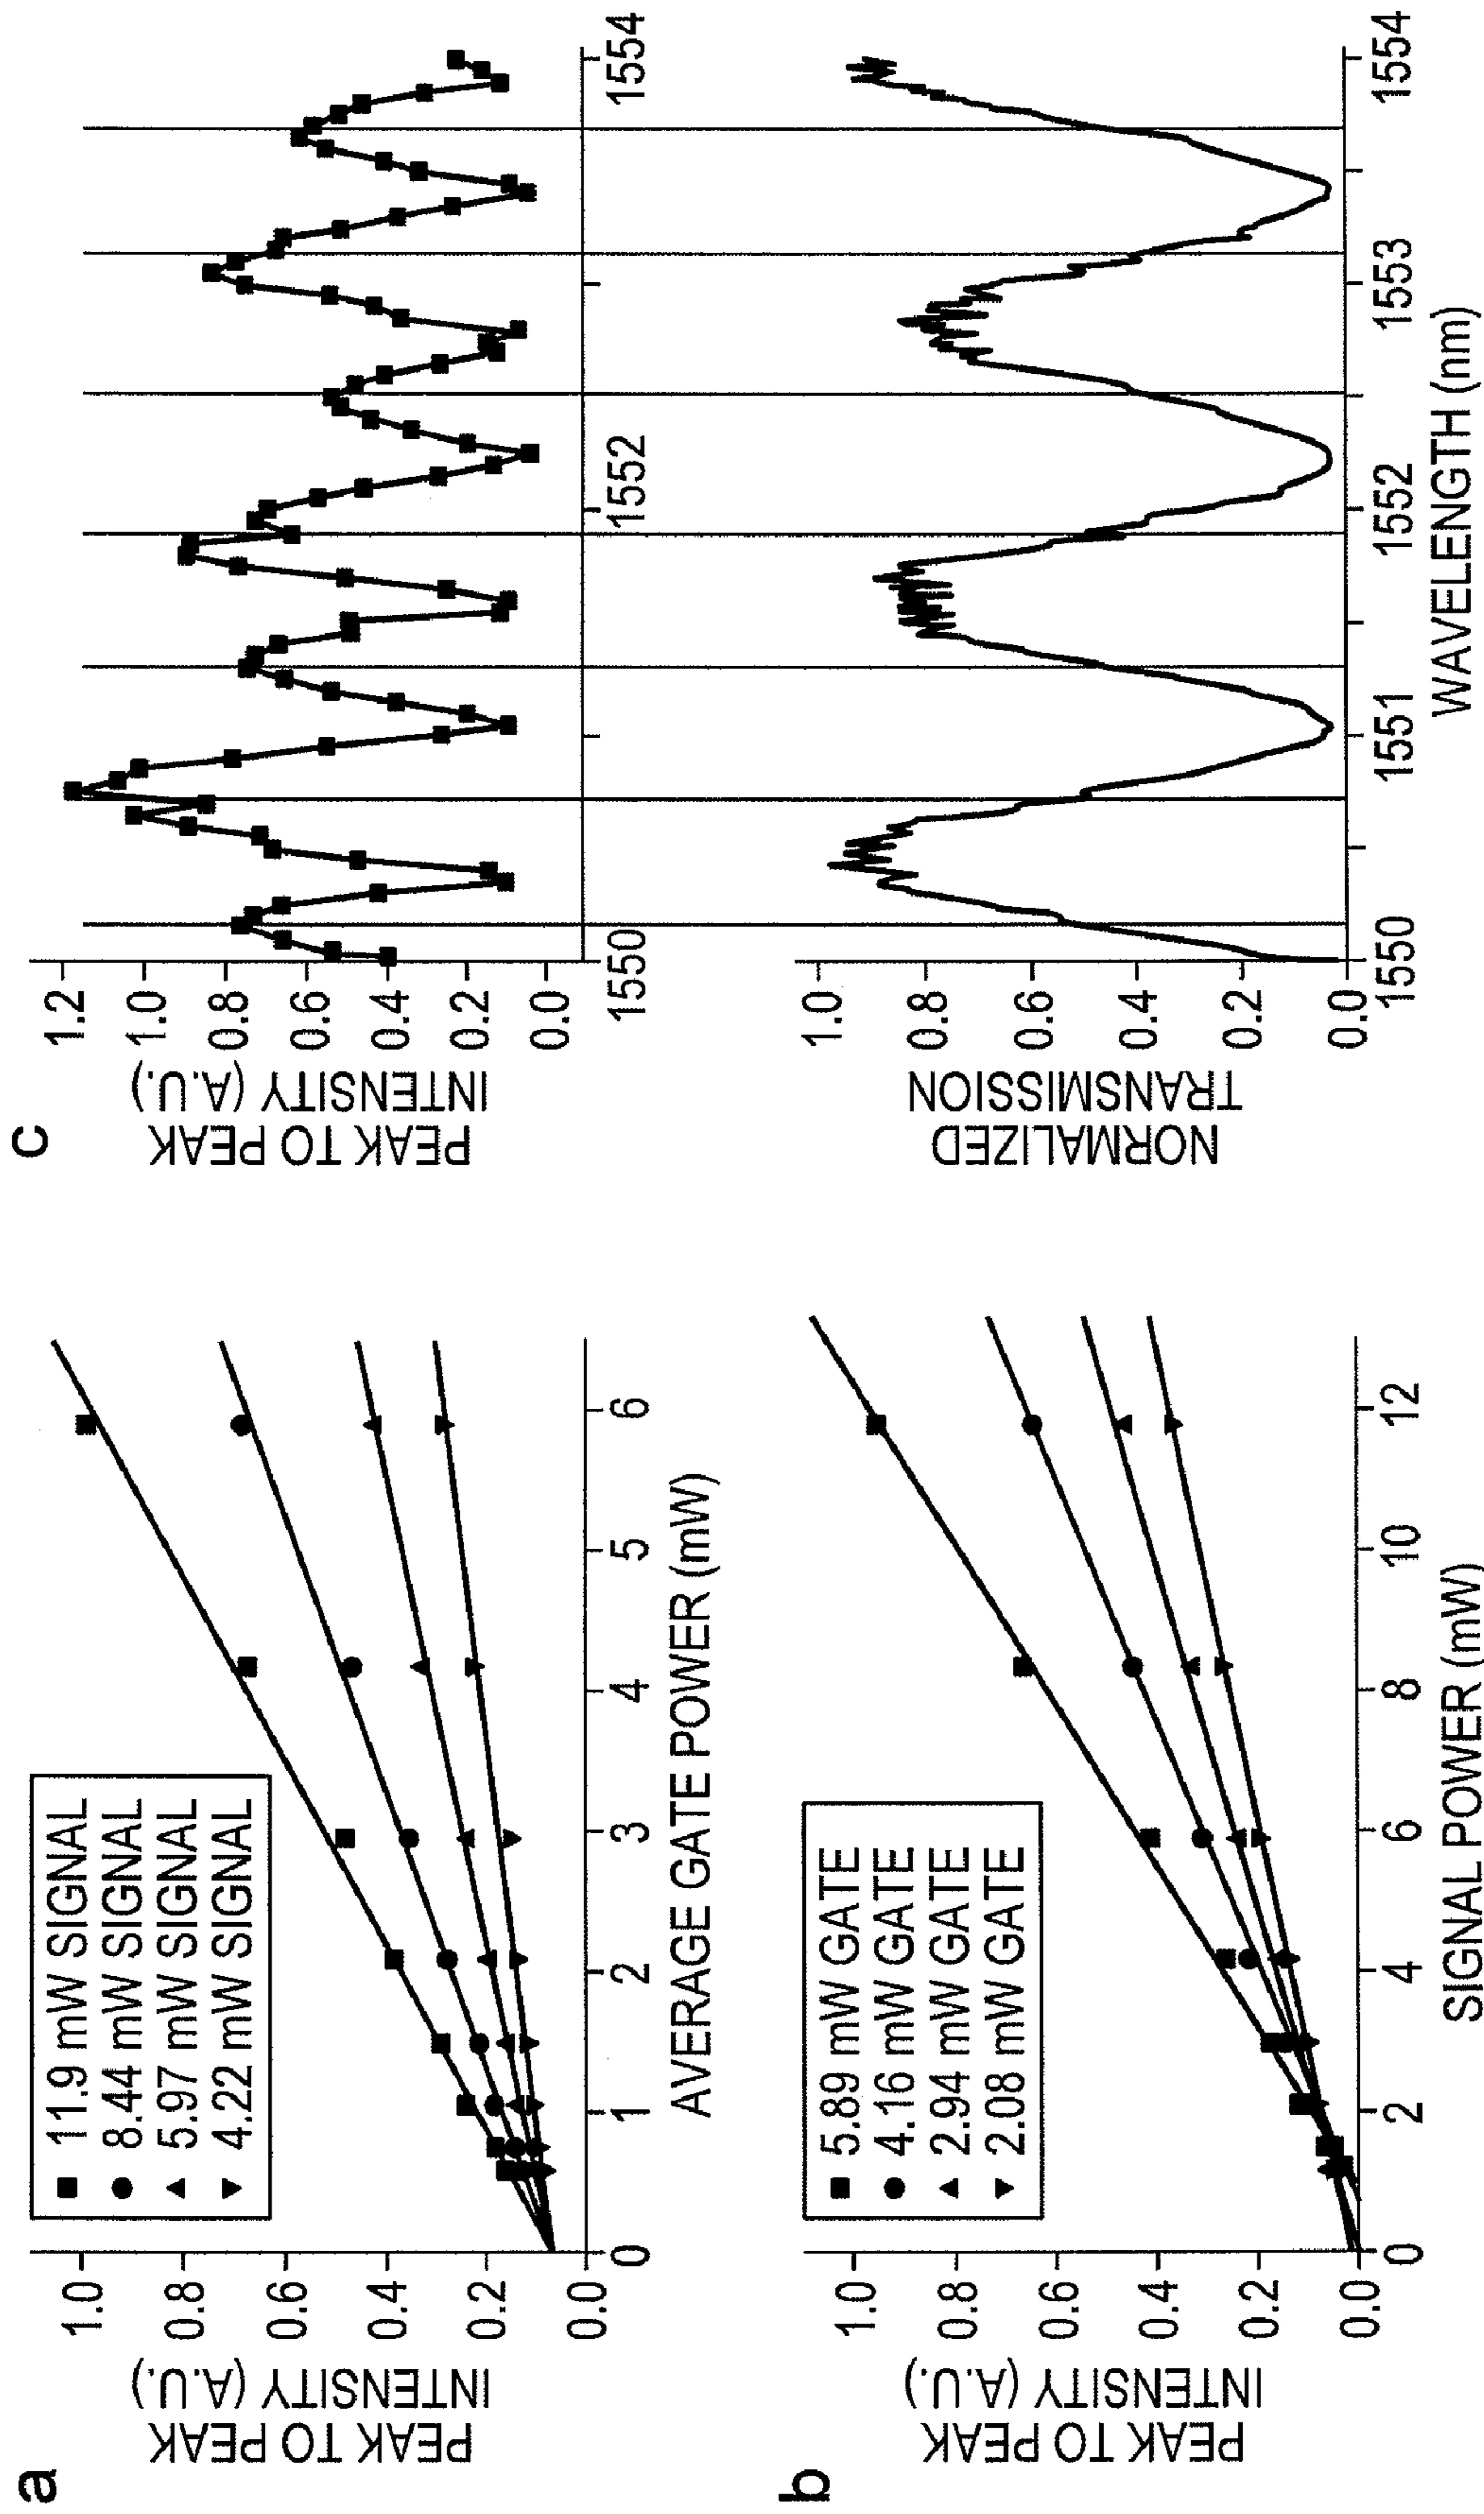 a
PEAK TO PEAK
INTENSITY (A.U.)
1.0
0.8
0.6
0.4
0.2
0.0
11.9 mW SIGNAL
8.44 mW SIGNAL
5.97 mW SIGNAL
4.22 mW SIGNAL
0 1 2 3 4 5 6
AVERAGE GATE POWER (mW)
b
PEAK TO PEAK
INTENSITY (A.U.)
1.0
0.8
0.6
0.4
0.2
0.0
5.89 mW GATE
4.16 mW GATE
2.94 mW GATE
2.08 mW GATE
0 2 4 6 8 10 12
SIGNAL POWER (mW)
c
PEAK TO PEAK
INTENSITY (A.U.)
1.2
1.0
0.8
0.6
0.4
0.2
0.0
1550 1552 1554
NORMALIZED
TRANSMISSION
1.0
0.8
0.6
0.4
0.2
0.0
1550 1551 1552 1553 1554
WAVELENGTH (nm)